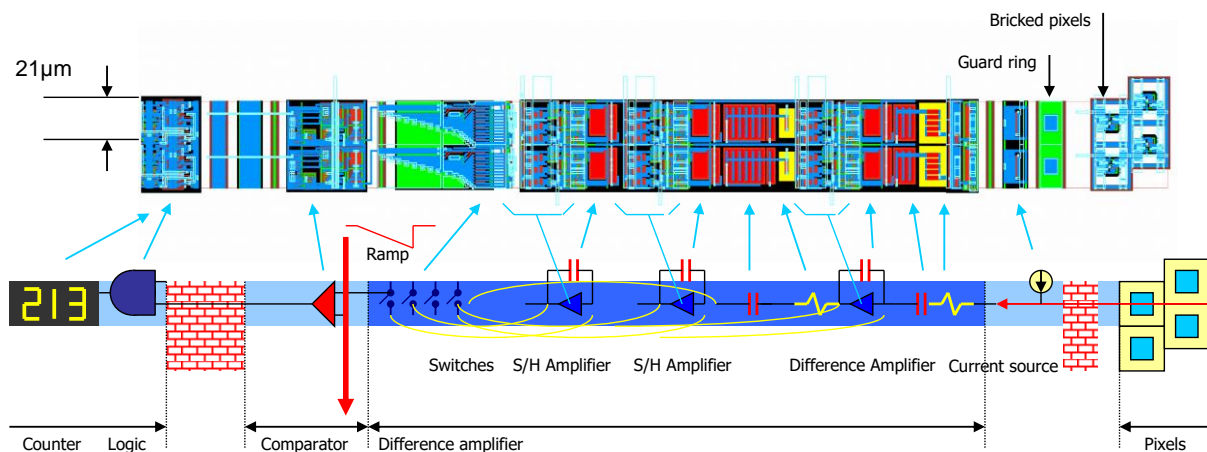 Bricked pixels
Guard ring
21µm
Ramp
213
Switches
S/H Amplifier
S/H Amplifier
Difference Amplifier
Current source
Counter
Logic
Comparator
Difference amplifier
Pixels